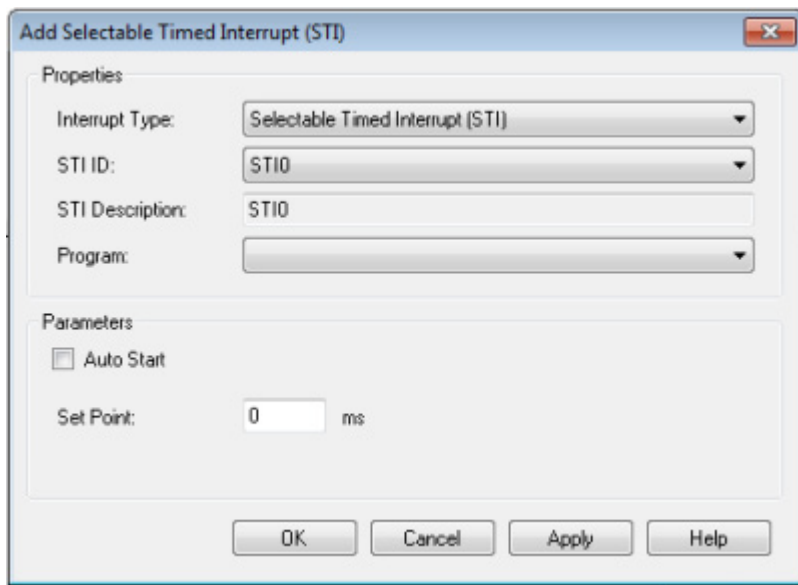 Add Selectable Timed Interrupt (STI)
Properties
Interrupt Type: Selectable Timed Interrupt (STI)
STI ID: STI0
STI Description: STI0
Program:
Parameters
Auto Start
Set Point: 0 ms
OK Cancel Apply Help